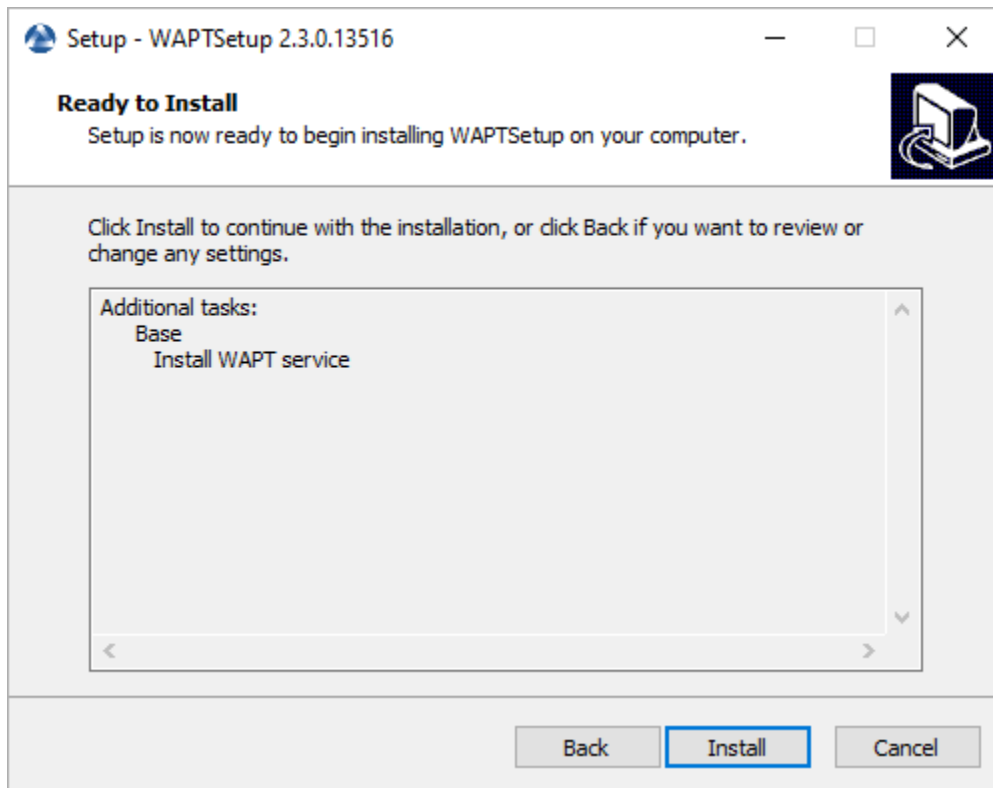 Setup - WAPTSetup 2.3.0.13516
Ready to Install
Setup is now ready to begin installing WAPTSetup on your computer.
Click Install to continue with the installation, or click Back if you want to review or
change any settings.
Additional tasks:
Base
Install WAPT service
Back
Install
Cancel